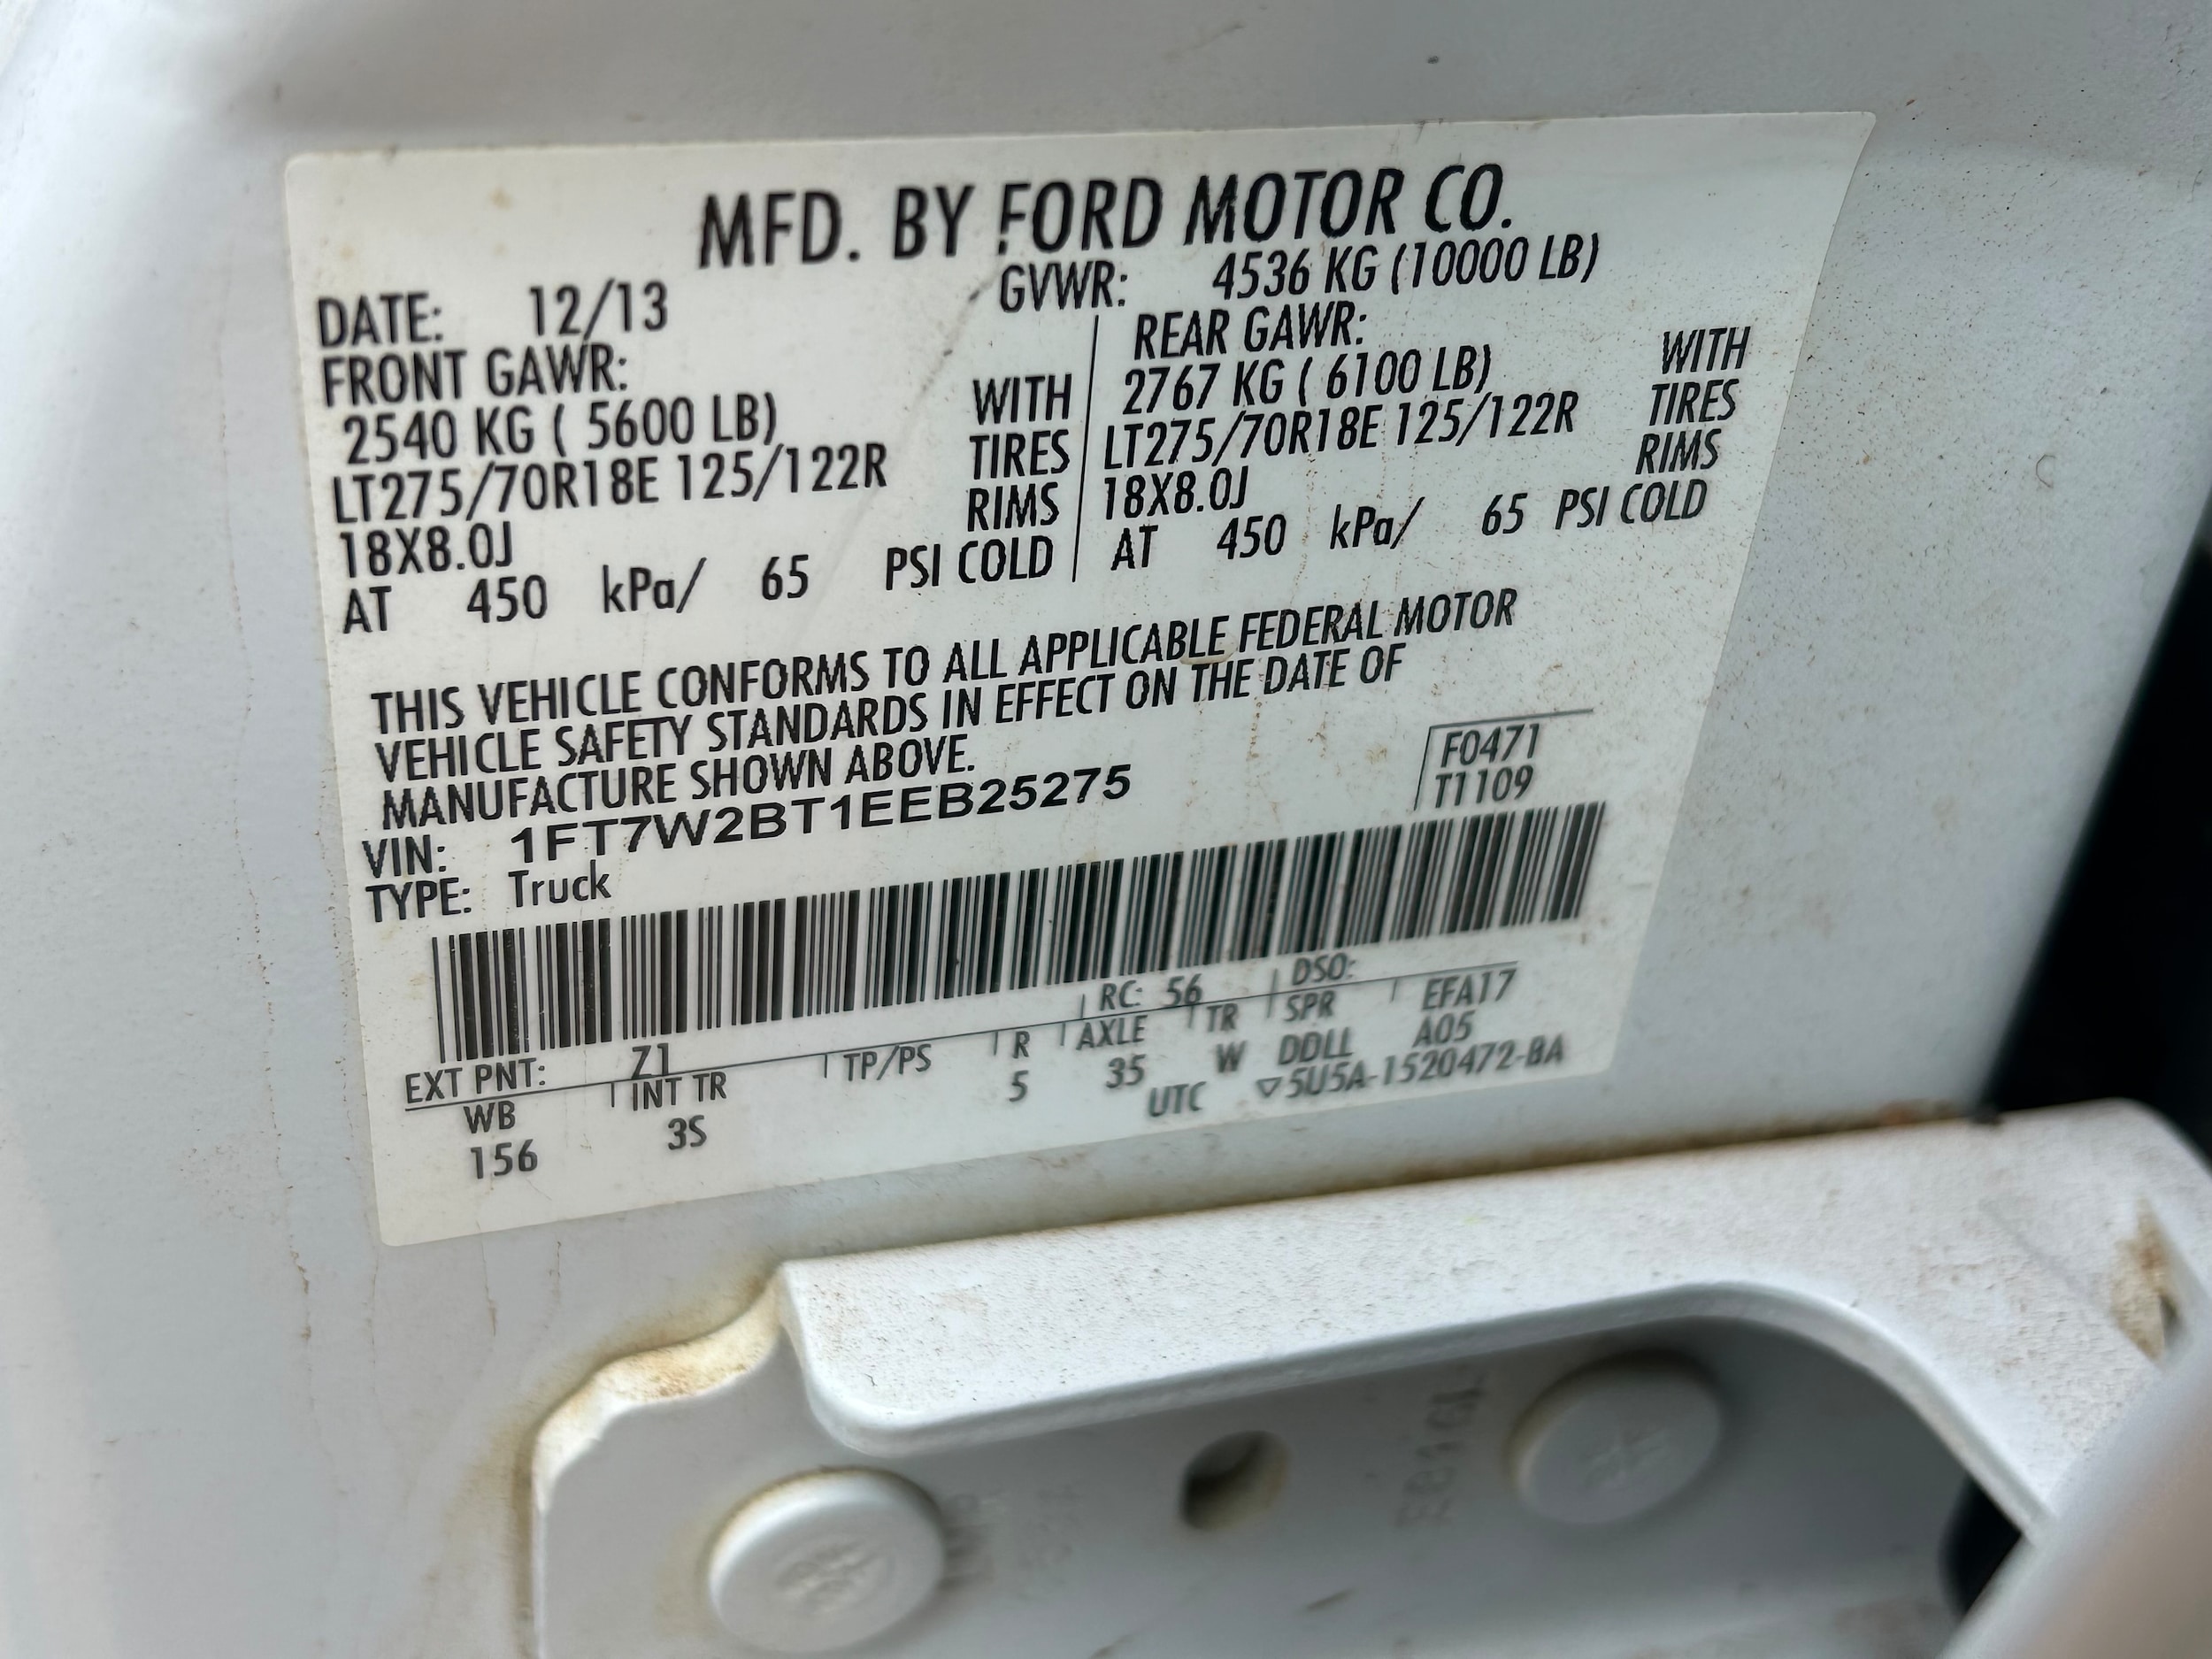 MFD. BY FORD MOTOR CO.
DATE: 12/13 GVWR: 4536 KG (10000 LB)
FRONT GAWR: REAR GAWR:
2540 KG ( 5600 LB) WITH 2767 KG ( 6100 LB) WITH
LT275/70R18E 125/122R TIRES LT275/70R18E 125/122R TIRES
18X8.0J RIMS 18X8.0J RIMS
AT 450 kPa/ 65 PSI COLD AT 450 kPa/ 65 PSI COLD
THIS VEHICLE CONFORMS TO ALL APPLICABLE FEDERAL MOTOR
VEHICLE SAFETY STANDARDS IN EFFECT ON THE DATE OF
MANUFACTURE SHOWN ABOVE.
F0471
T1109
VIN: 1FT7W2BT1EEB25275
TYPE: Truck
EXT PNT: Z1 RC: 56 DSO:
WB INT TR TP/PS R AXLE TR SPR EFA17
156 3S 5 35 W DDLL A05
UTC ▽5U5A-1520472-BA